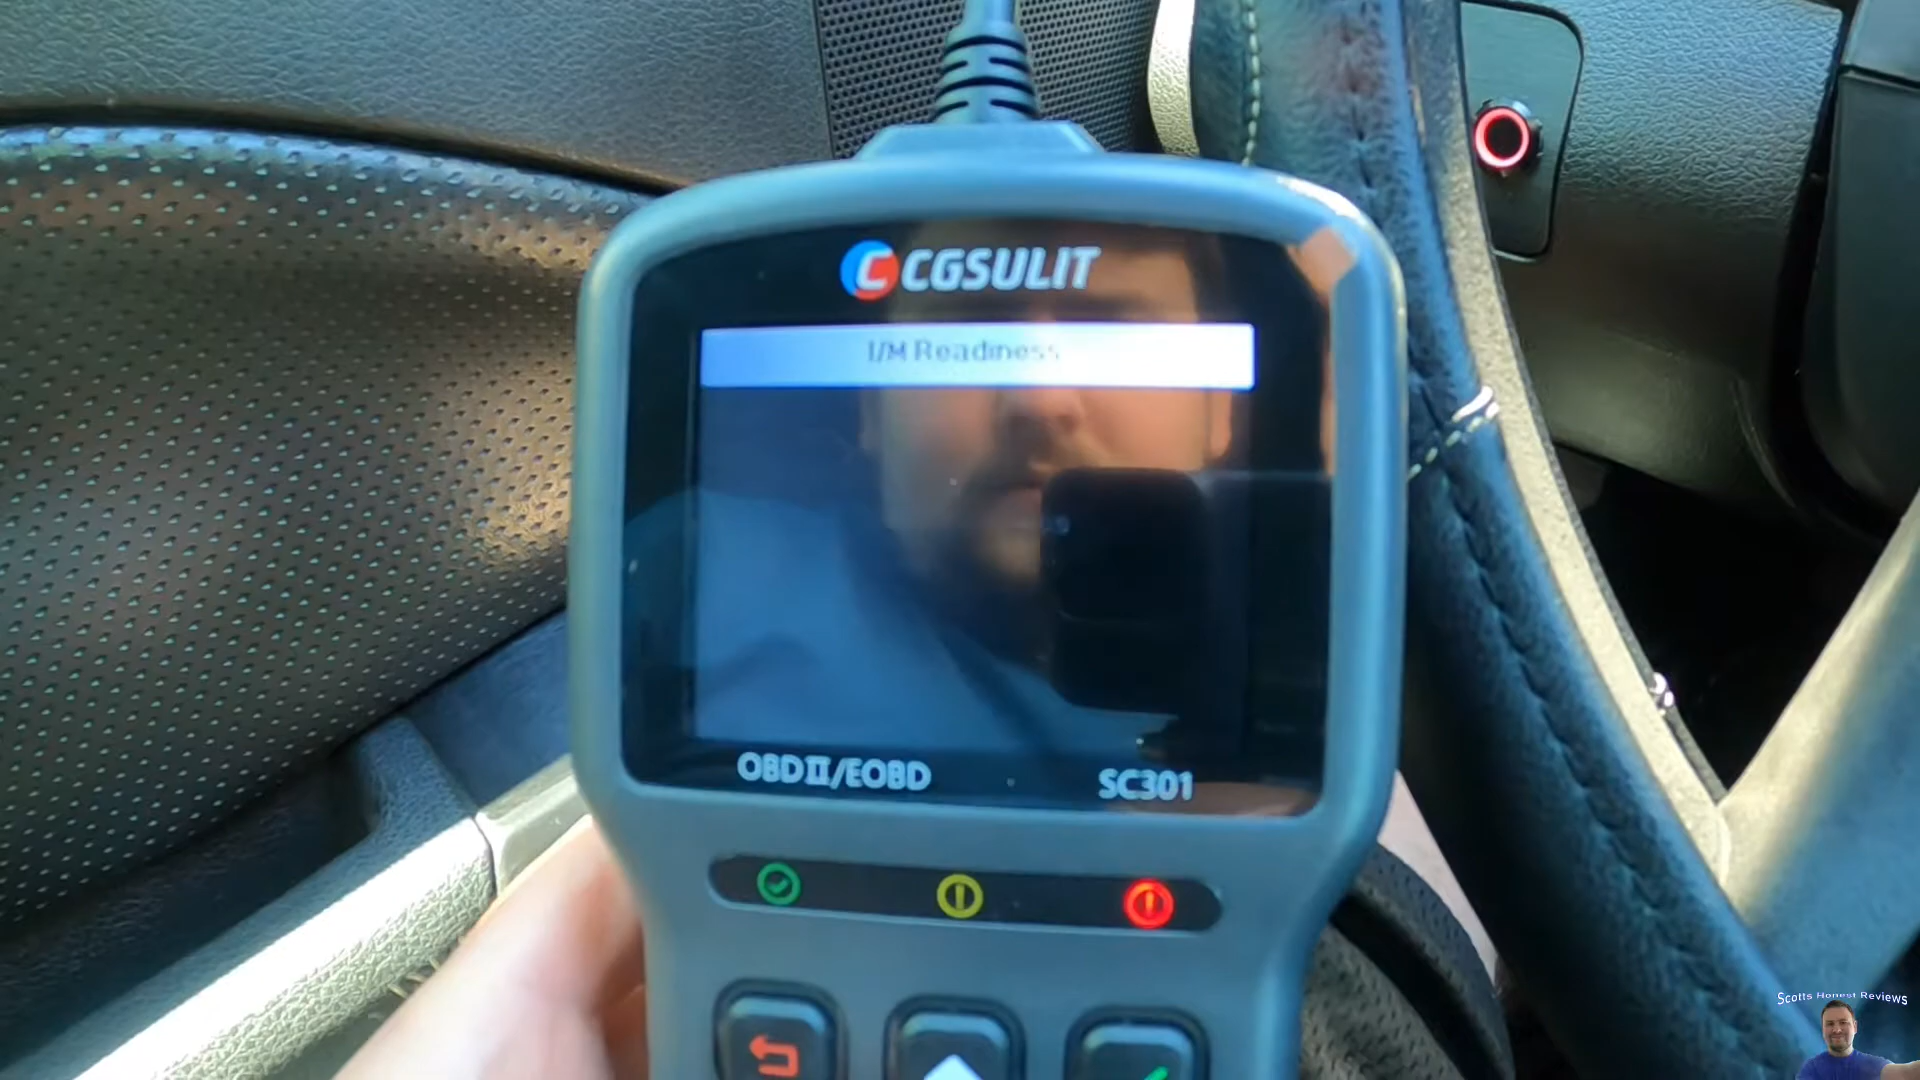 CGSULIT
I/M Readiness
OBDII/EOBD
SC301
Scotts Honest Reviews